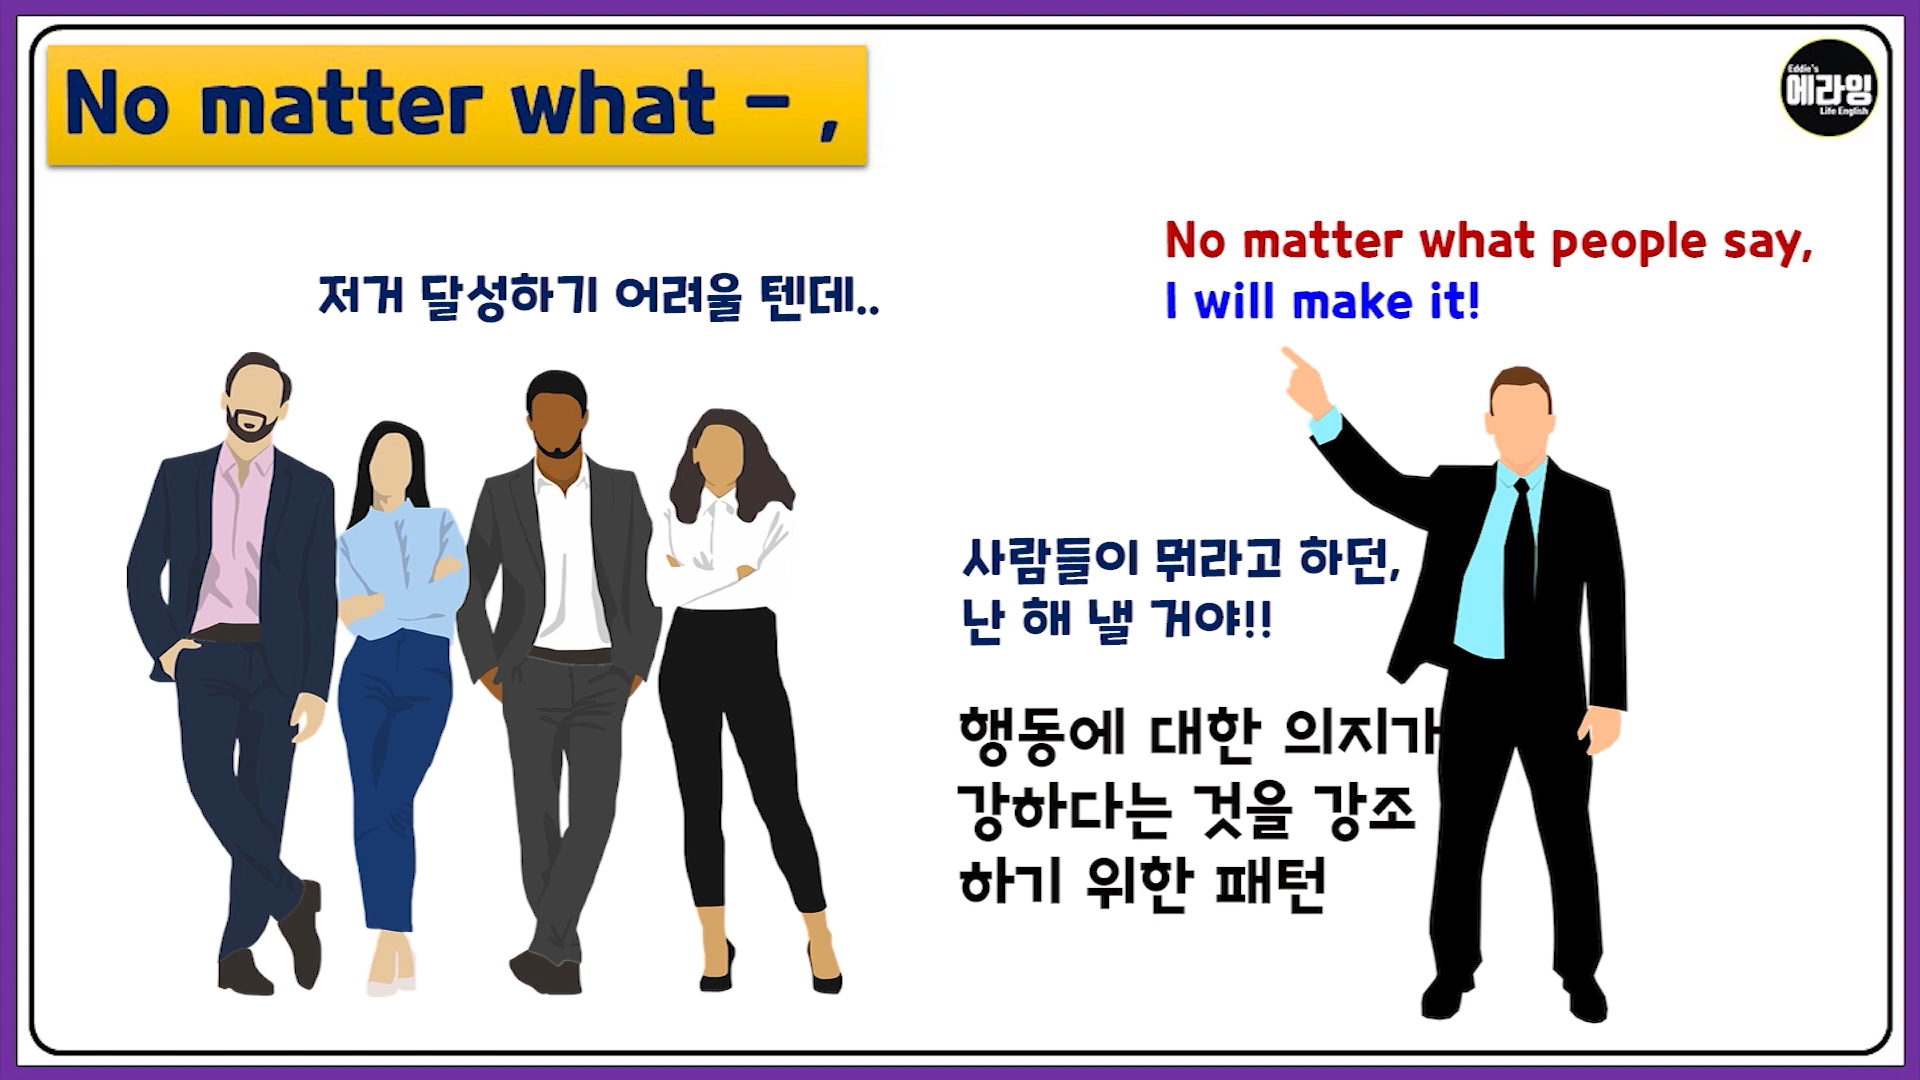 No matter what – ,
Eddie's
에라잉
Life English
No matter what people say,
I will make it!
저거 달성하기 어려울 텐데..
사람들이 뭐라고 하던,
난 해 낼 거야!!
행동에 대한 의지가
강하다는 것을 강조
하기 위한 패턴